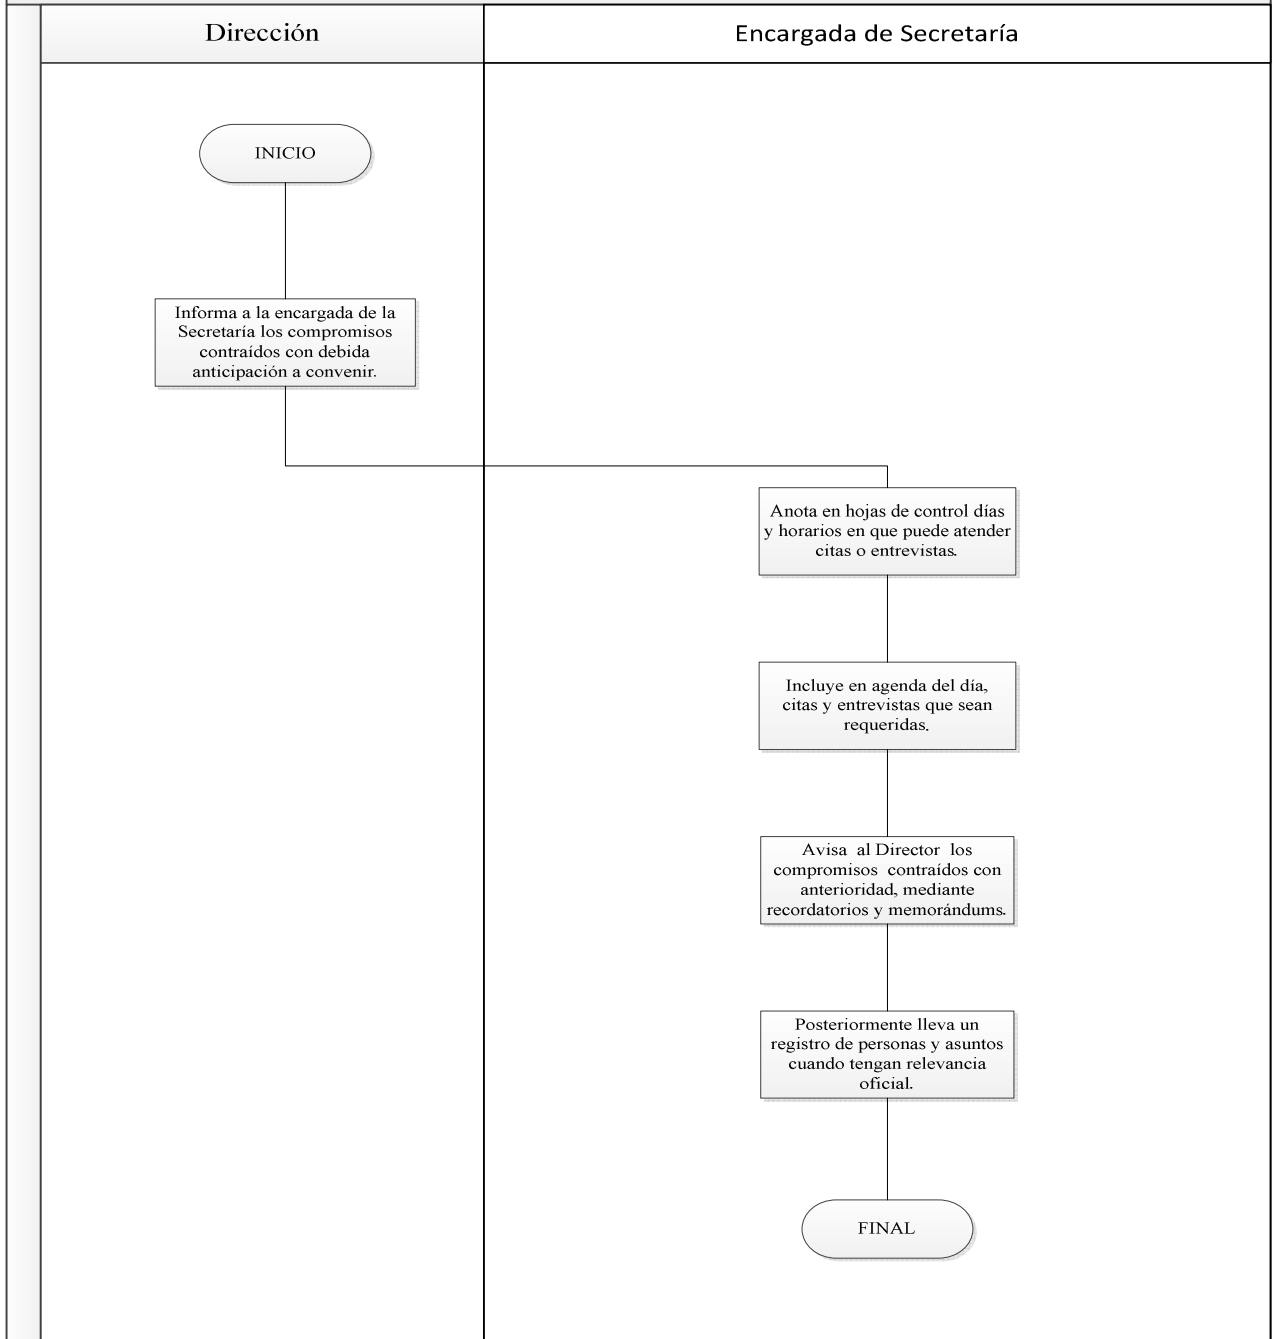 Dirección
Encargada de Secretaría
INICIO
Informa a la encargada de la
Secretaría los compromisos
contraídos con debida
anticipación a convenir.
Anota en hojas de control días
y horarios en que puede atender
citas o entrevistas.
Incluye en agenda del día,
citas y entrevistas que sean
requeridas.
Avisa al Director los
compromisos contraídos con
anterioridad, mediante
recordatorios y memorándums.
Posteriormente lleva un
registro de personas y asuntos
cuando tengan relevancia
oficial.
FINAL